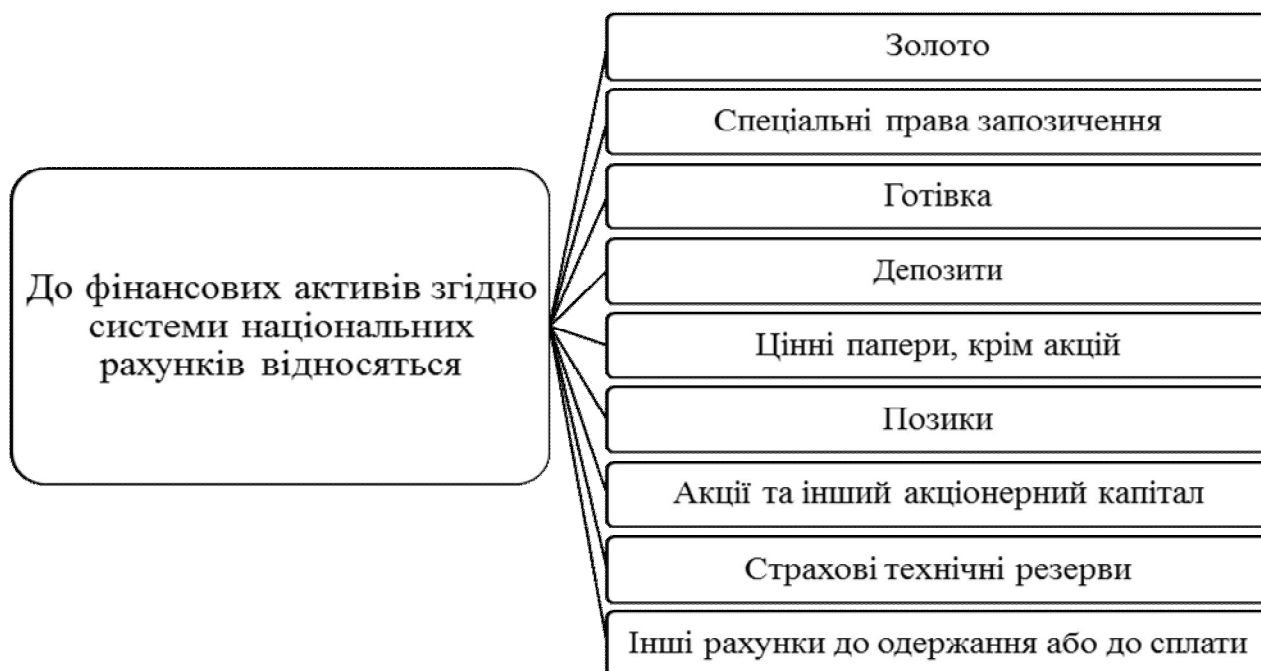 До фінансових активів згідно
системи національних
рахунків відносяться
Золото
Спеціальні права запозичення
Готівка
Депозити
Цінні папери, крім акцій
Позики
Акції та інший акціонерний капітал
Страхові технічні резерви
Інші рахунки до одержання або до сплати